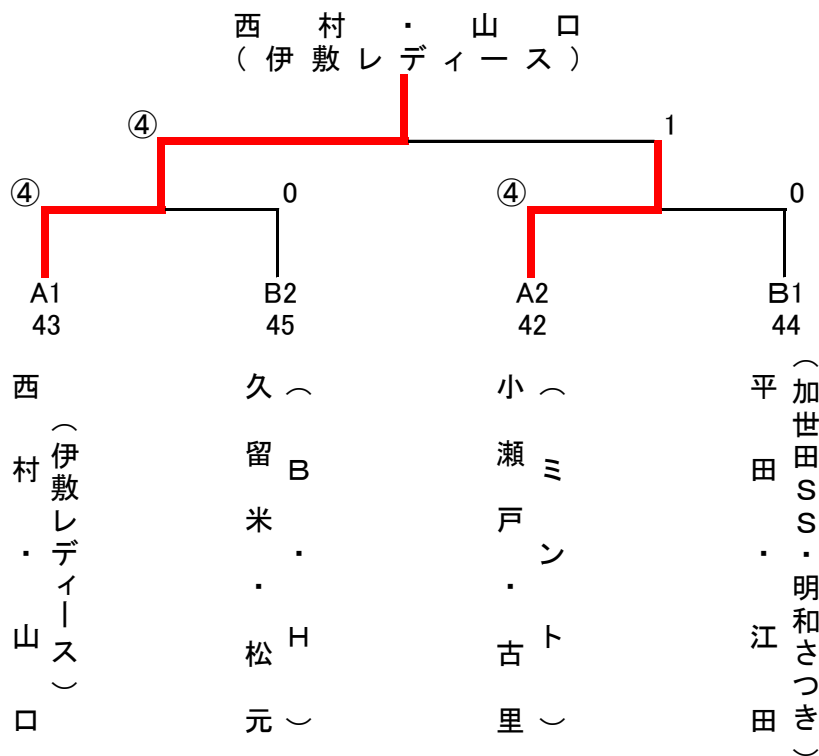 西村・山口
(伊敷レディース)
④
1
④
0
④
0
A1
B2
A2
B1
43
45
42
44
西村・山口
(伊敷レディース)
久留米・松元
(B・H)
小瀬戸・古里
(ミント)
平田・江田
(加世田SS・明和さつき)